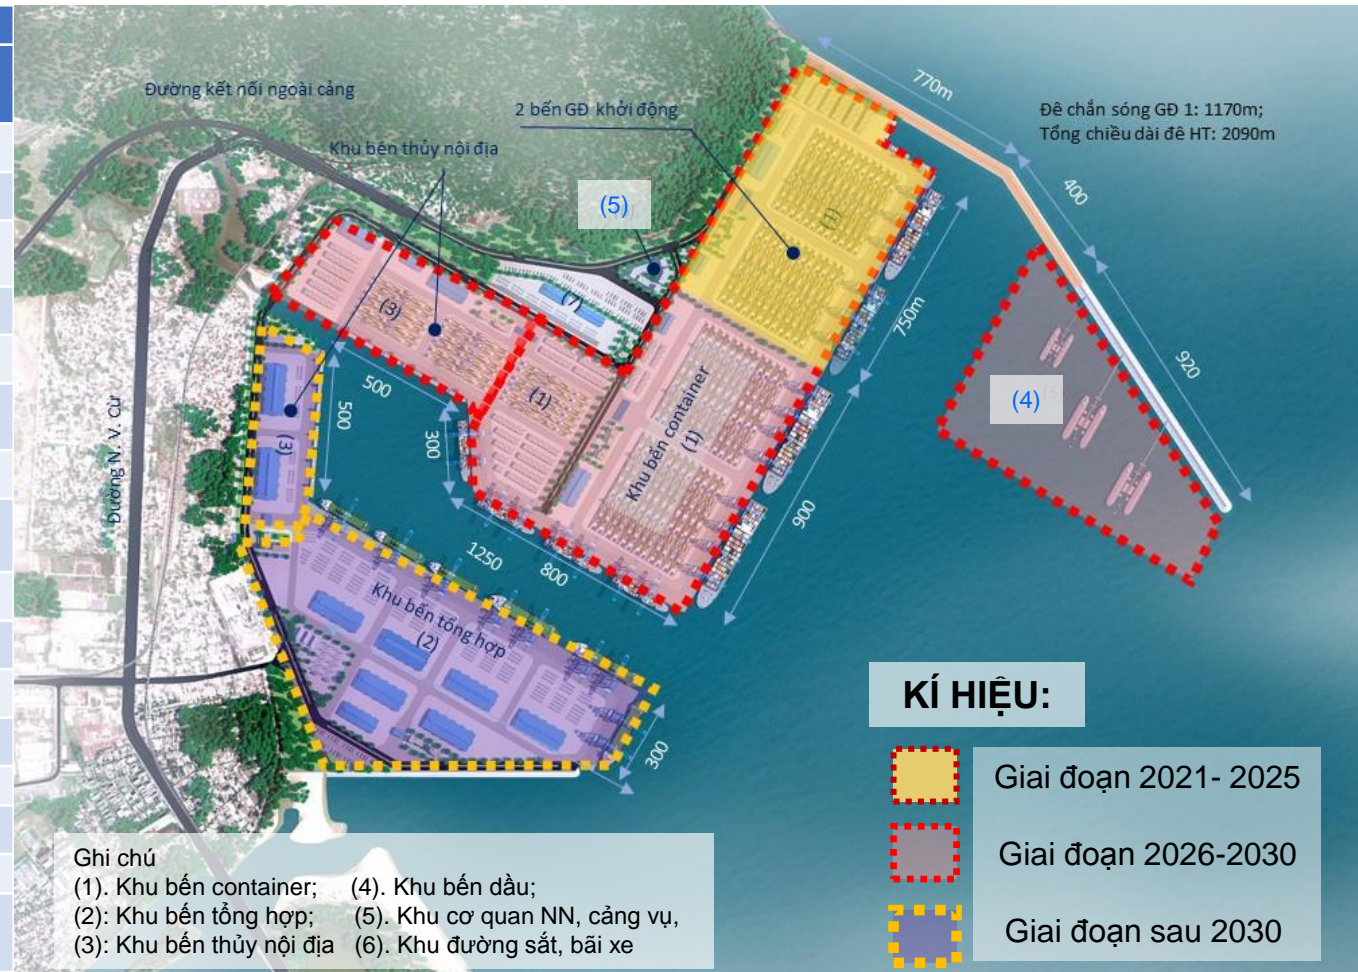 770m
Đường kết nối ngoài cảng
2 bến GĐ khởi động
Đê chắn sóng GĐ 1: 1170m;
Tổng chiều dài đê HT: 2090m
Khu bến thủy nội địa
400
(5)
(1)
750m
(7)
(3)
920
500
(4)
(1)
Khu bến container
(1)
500
300
(3)
Đường N. V. Cừ
900
1250
800
Khu bến tổng hợp
(2)
300
KÍ HIỆU:
Giai đoạn 2021- 2025
Giai đoạn 2026-2030
Giai đoạn sau 2030
Ghi chú
(1). Khu bến container; (4). Khu bến dầu;
(2): Khu bến tổng hợp; (5). Khu cơ quan NN, cảng vụ,
(3): Khu bến thủy nội địa (6). Khu đường sắt, bãi xe